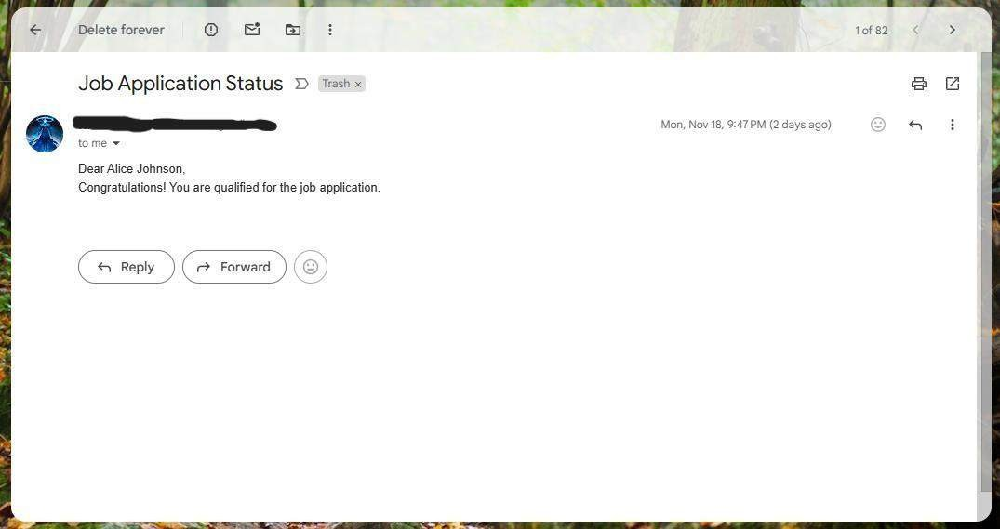 Delete forever
1 of 82
Job Application Status
Trash ×
Mon, Nov 18, 9:47 PM (2 days ago)
to me
Dear Alice Johnson,
Congratulations! You are qualified for the job application.
Reply
Forward